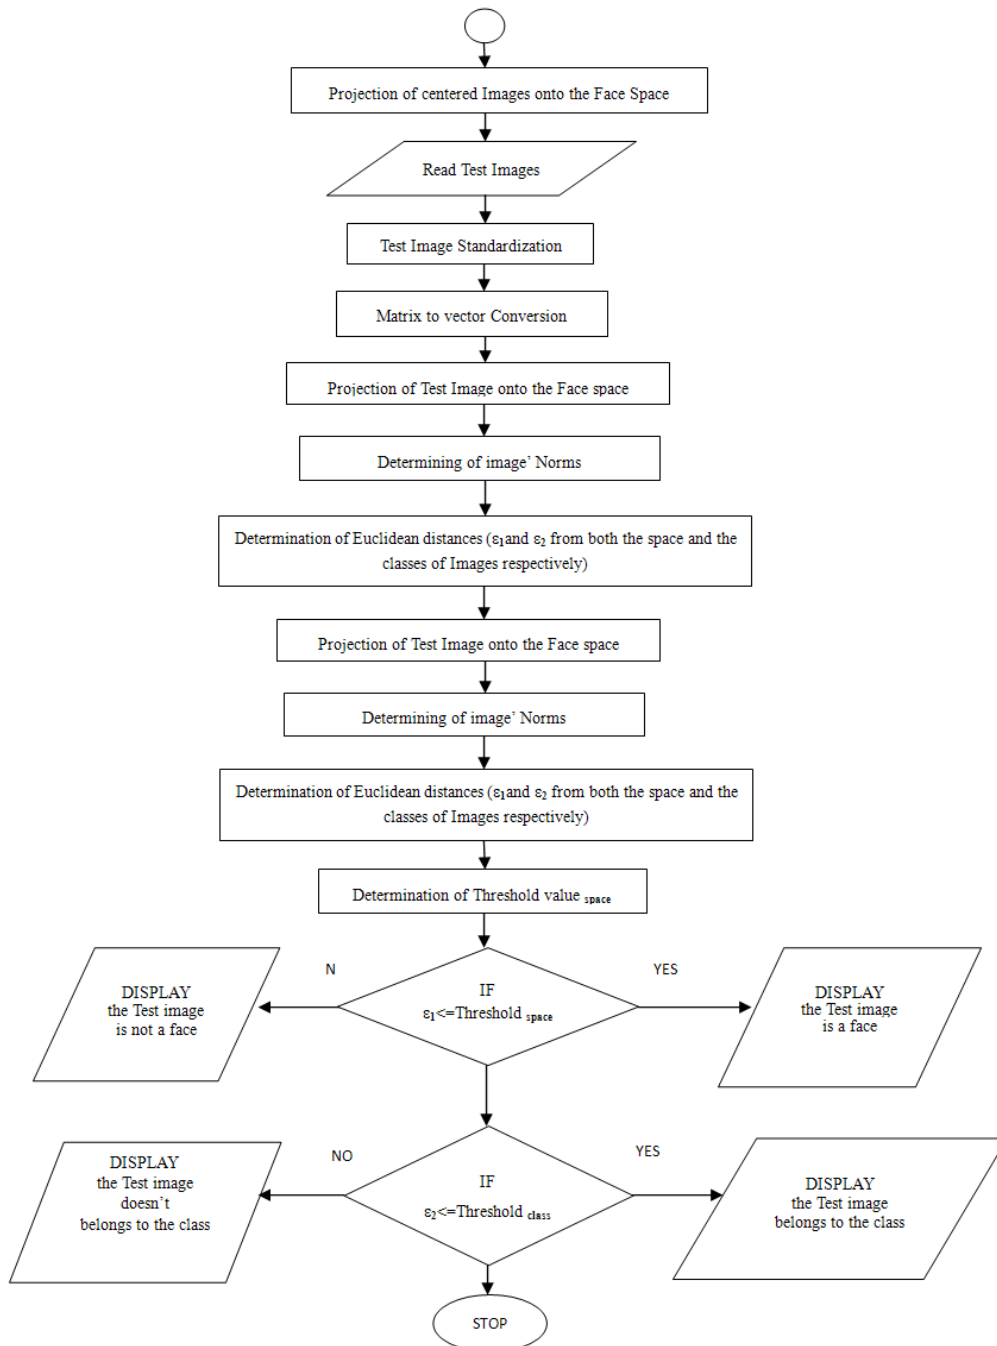 Projection of centered Images onto the Face Space
Read Test Images
Test Image Standardization
Matrix to vector Conversion
Projection of Test Image onto the Face space
Determining of image’ Norms
Determination of Euclidean distances (ε₁and ε₂ from both the space and the
classes of Images respectively)
Projection of Test Image onto the Face space
Determining of image’ Norms
Determination of Euclidean distances (ε₁and ε₂ from both the space and the
classes of Images respectively)
Determination of Threshold value space
N
YES
DISPLAY
the Test image
is not a face
IF
ε₁<=Threshold space
DISPLAY
the Test image
is a face
NO
YES
DISPLAY
the Test image
doesn’t
belongs to the class
IF
ε₂<=Threshold class
DISPLAY
the Test image
belongs to the class
STOP